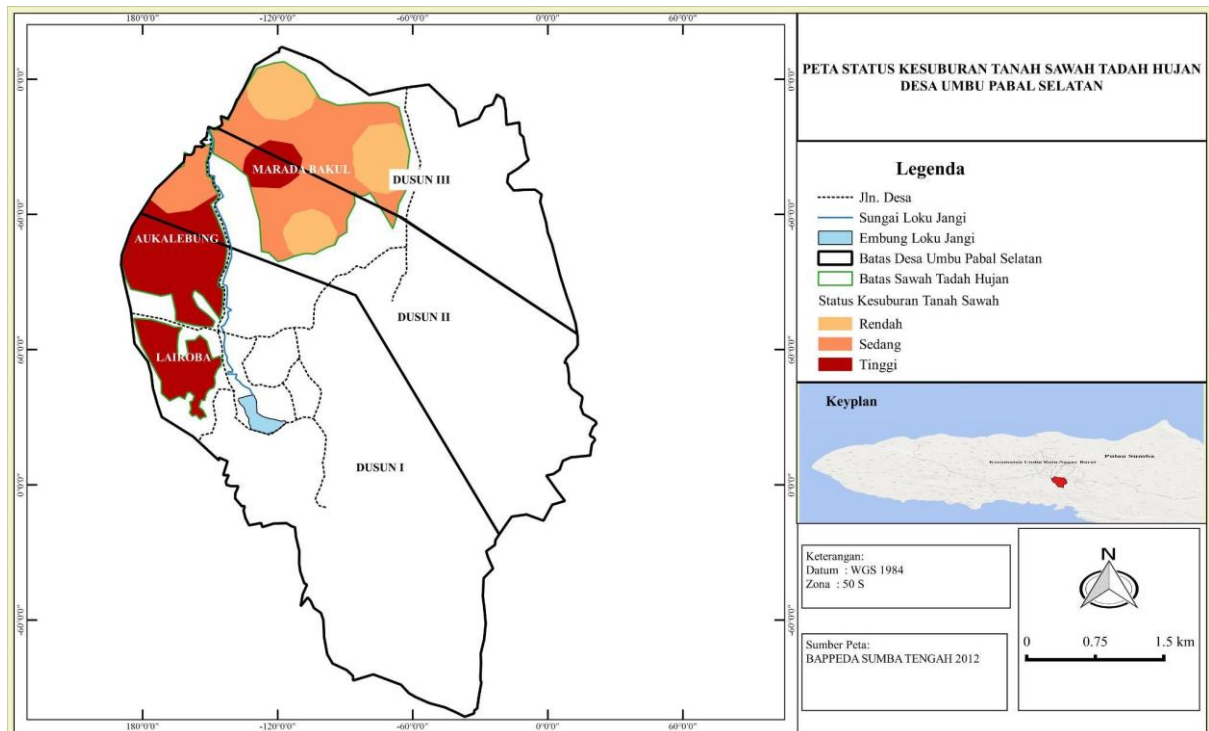 180°0'0"
-120°0'0"
-60°0'0"
0°0'0"
60°0'0"
0°0'0"
-60°0'0"
60°0'0"
0°0'0"
-60°0'0"
0°0'0"
-60°0'0"
60°0'0"
0°0'0"
-60°0'0"
MARADA BAKUL
DUSUN III
AUKALEBUNG
DUSUN II
LAIROBA
DUSUN I
180°0'0"
-120°0'0"
-60°0'0"
0°0'0"
60°0'0"
PETA STATUS KESUBURAN TANAH SAWAH TADAH HUJAN
DESA UMBU PABAL SELATAN
Legenda
Jln. Desa
Sungai Loku Jangi
Embung Loku Jangi
Batas Desa Umbu Pabal Selatan
Batas Sawah Tadah Hujan
Status Kesuburan Tanah Sawah
Rendah
Sedang
Tinggi
Keyplan
Pulau Sumba
Kecamatan Umbu Ratu Nggay Barat
Keterangan:
Datum : WGS 1984
Zona : 50 S
Sumber Peta:
BAPPEDA SUMBA TENGAH 2012
N
0 0.75 1.5 km